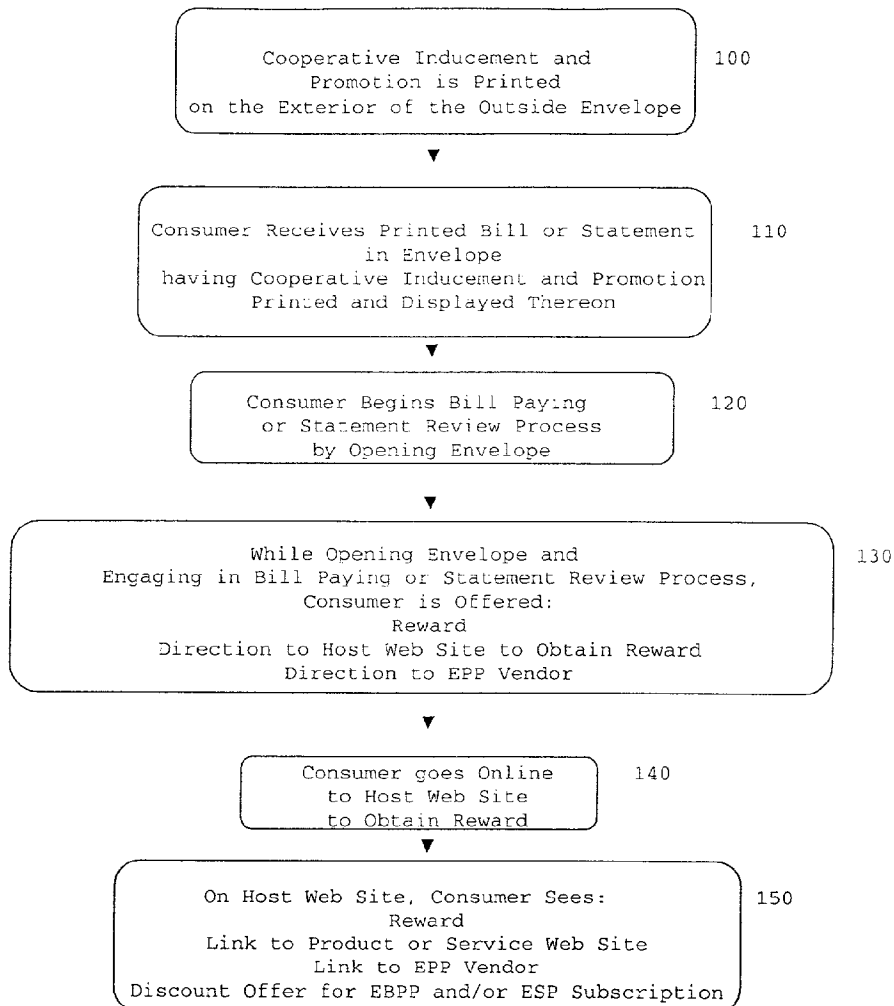 Cooperative Inducement and
Promotion is Printed
on the Exterior of the Outside Envelope
100
Consumer Receives Printed Bill or Statement
in Envelope
having Cooperative Inducement and Promotion
Printed and Displayed Thereon
110
Consumer Begins Bill Paying
or Statement Review Process
by Opening Envelope
120
While Opening Envelope and
Engaging in Bill Paying or Statement Review Process,
Consumer is Offered:
Reward
Direction to Host Web Site to Obtain Reward
Direction to EPP Vendor
130
Consumer goes Online
to Host Web Site
to Obtain Reward
140
On Host Web Site, Consumer Sees:
Reward
Link to Product or Service Web Site
Link to EPP Vendor
Discount Offer for EBPP and/or ESP Subscription
150